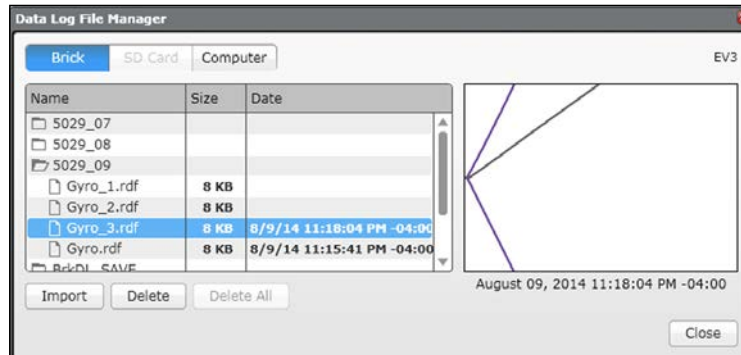 Data Log File Manager
Brick SD Card Computer EV3
Name Size Date
5029_07
5029_08
5029_09
Gyro_1.rdf 8 KB
Gyro_2.rdf 8 KB
Gyro_3.rdf 8 KB 8/9/14 11:18:04 PM -04:00
Gyro.rdf 8 KB 8/9/14 11:15:41 PM -04:00
BrkDL_SAVE
August 09, 2014 11:18:04 PM -04:00
Import Delete Delete All
Close